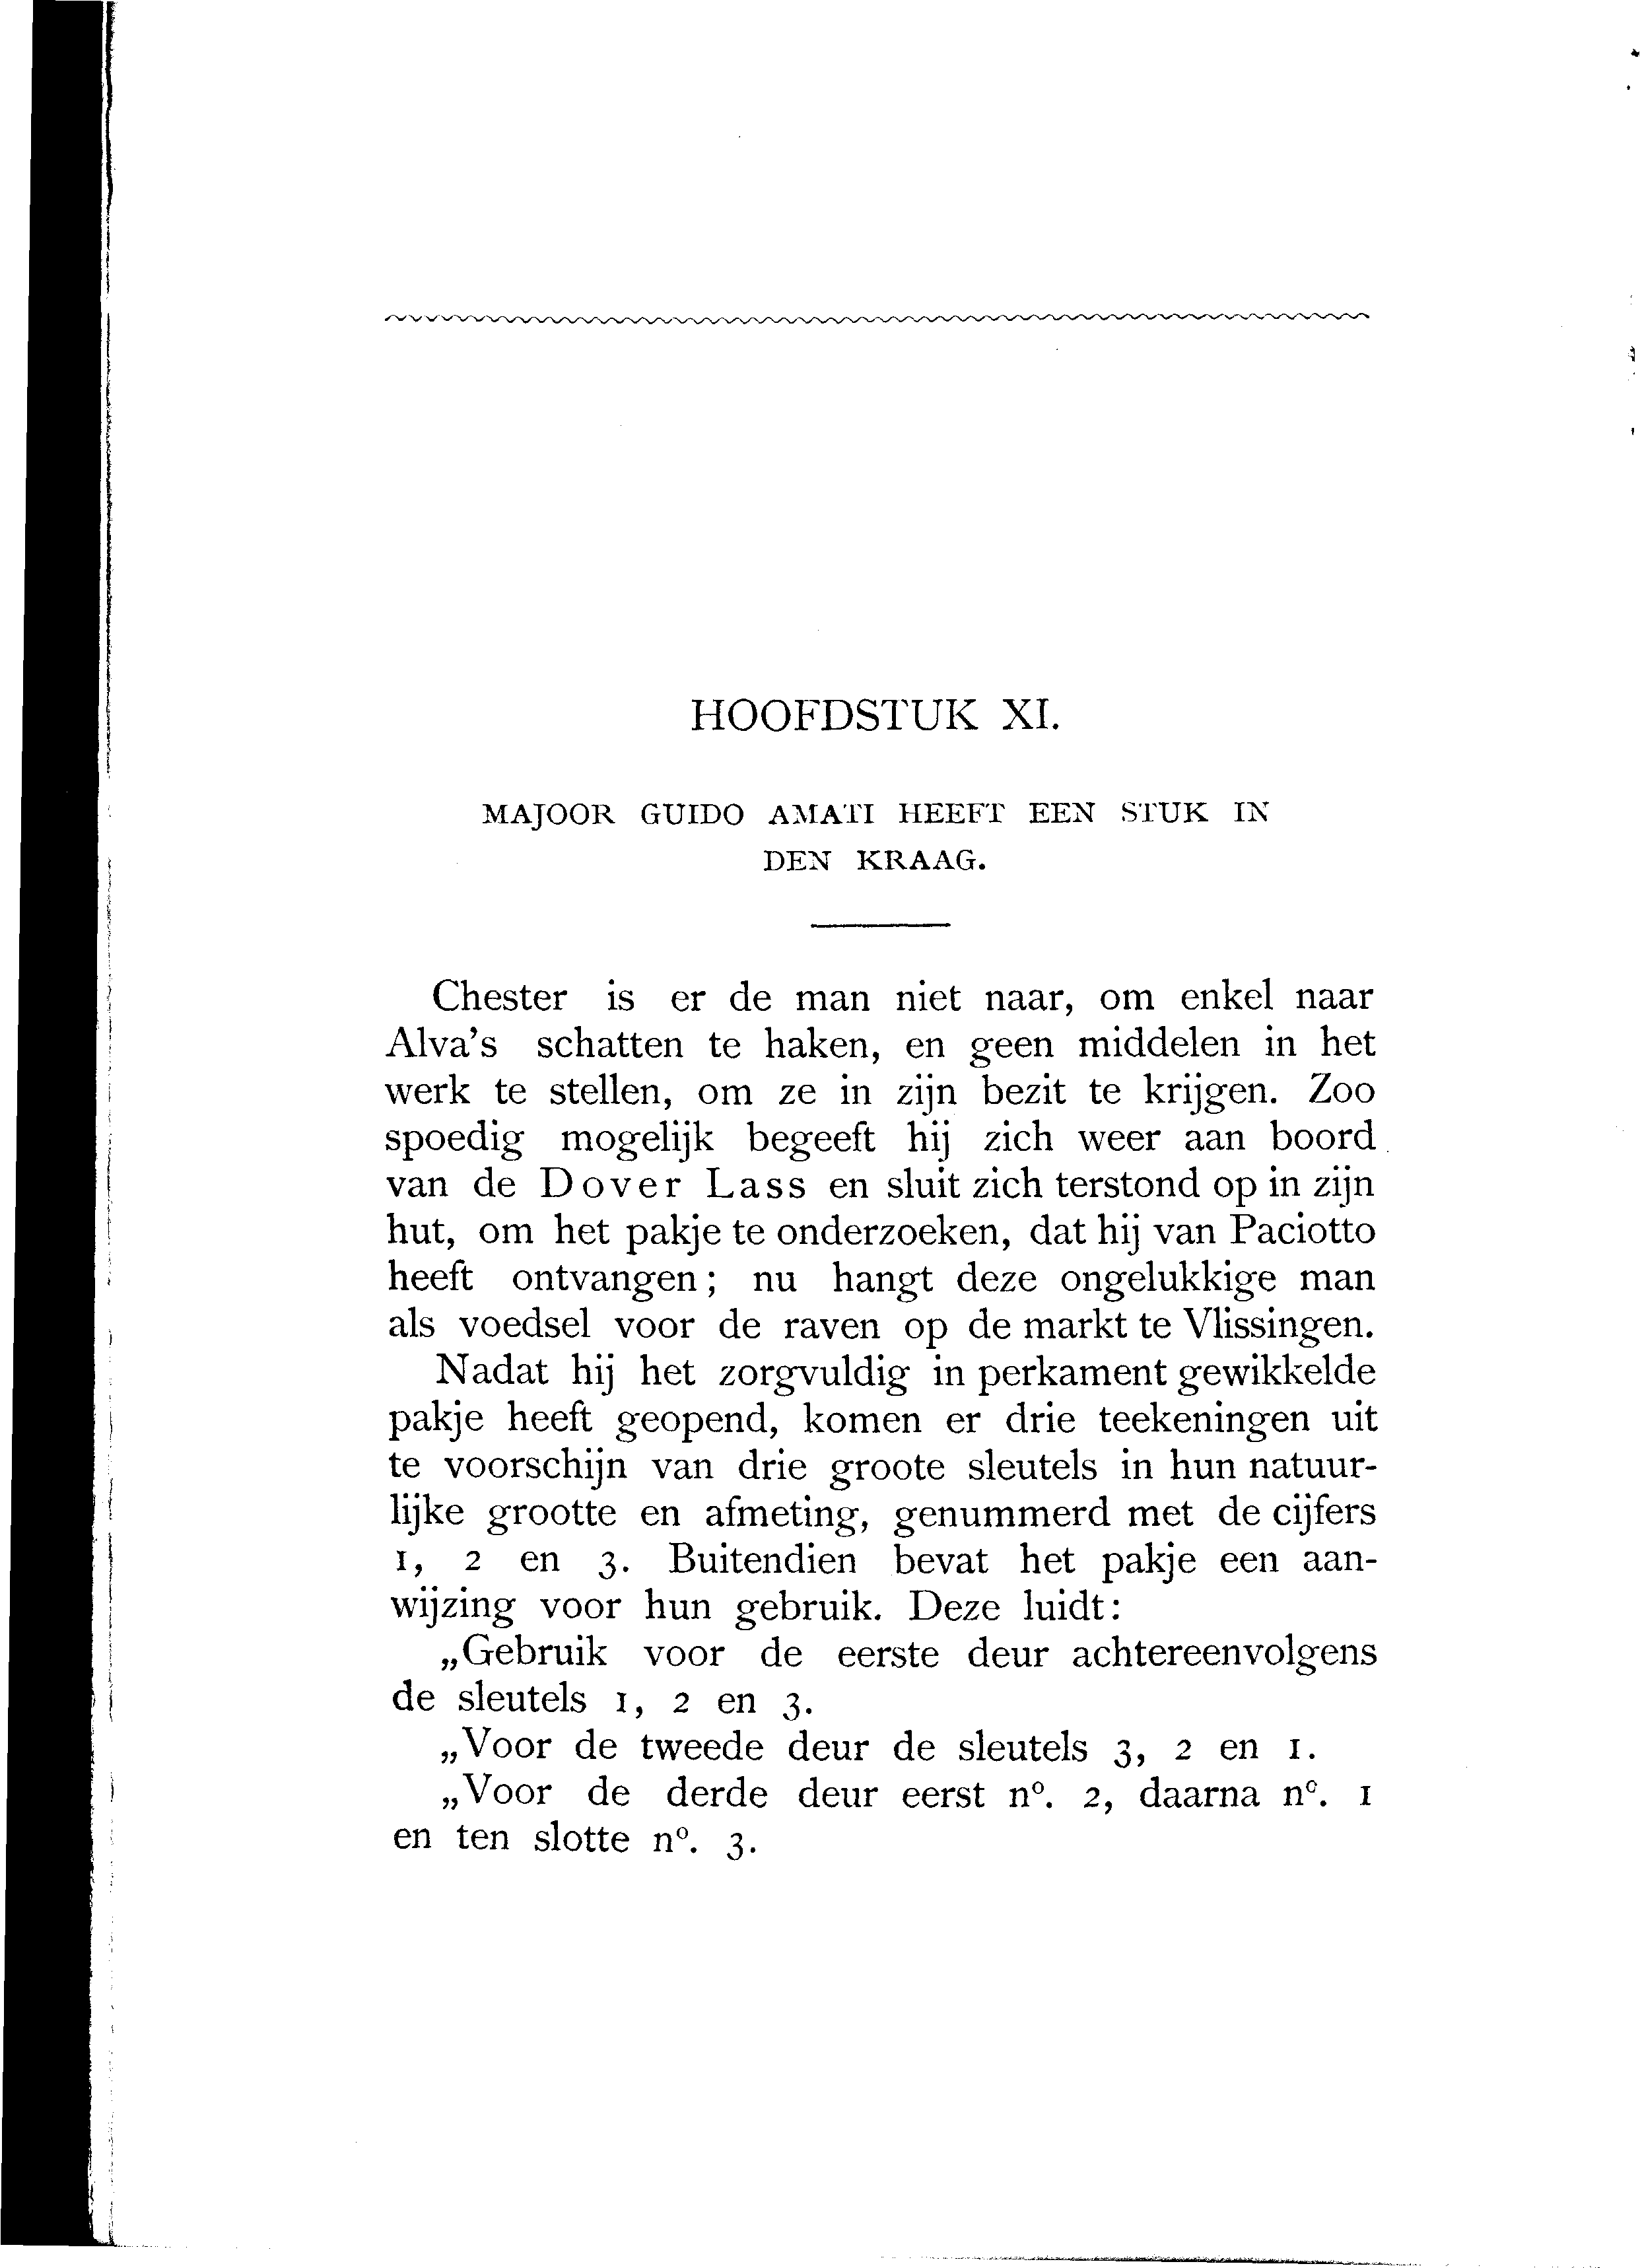 HOOFDSTUK XI.
MAJOOR GUIDO AMATI HEEFT EEN STUK IN
DEN KRAAG.
Chester is er de man niet naar, om enkel naar
Alva's schatten te haken, en geen middelen in het
werk te stellen, om ze in zijn bezit te krijgen. Zoo
spoedig mogelijk begeeft hij zich weer aan boord
van de Dover Lass en sluit zich terstond op in zijn
hut, om het pakje te onderzoeken, dat hij van Paciotto
heeft ontvangen; nu hangt deze ongelukkige man
als voedsel voor de raven op de markt te Vlissingen.
Nadat hij het zorgvuldig in perkament gewikkelde
pakje heeft geopend, komen er drie teekeningen uit
te voorschijn van drie groote sleutels in hun natuur-
lijke grootte en afmeting, genummerd met de cijfers
1, 2 en 3. Buitendien bevat het pakje een aan-
wijzing voor hun gebruik. Deze luidt:
„Gebruik voor de eerste deur achtereenvolgens
de sleutels 1, 2 en 3.
„Voor de tweede deur de sleutels 3, 2 en 1.
„Voor de derde deur eerst nº. 2, daarna nº. 1
en ten slotte nº. 3.